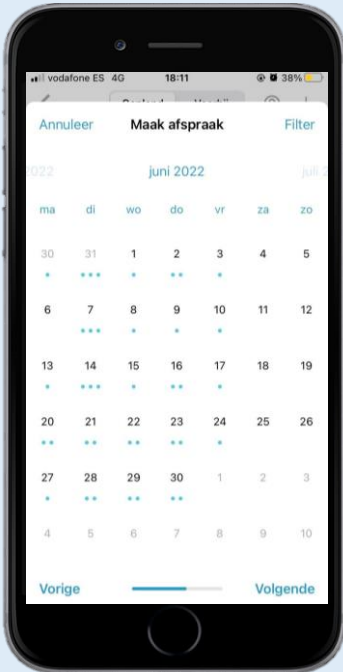 vodafone ES 4G 18:11 38%
Annuleer Maak afspraak Filter
2022 juni 2022 juli 2
ma di wo do vr za zo
30 31 1 2 3 4 5
6 7 8 9 10 11 12
13 14 15 16 17 18 19
20 21 22 23 24 25 26
27 28 29 30 1 2 3
4 5 6 7 8 9 10
Vorige Volgende